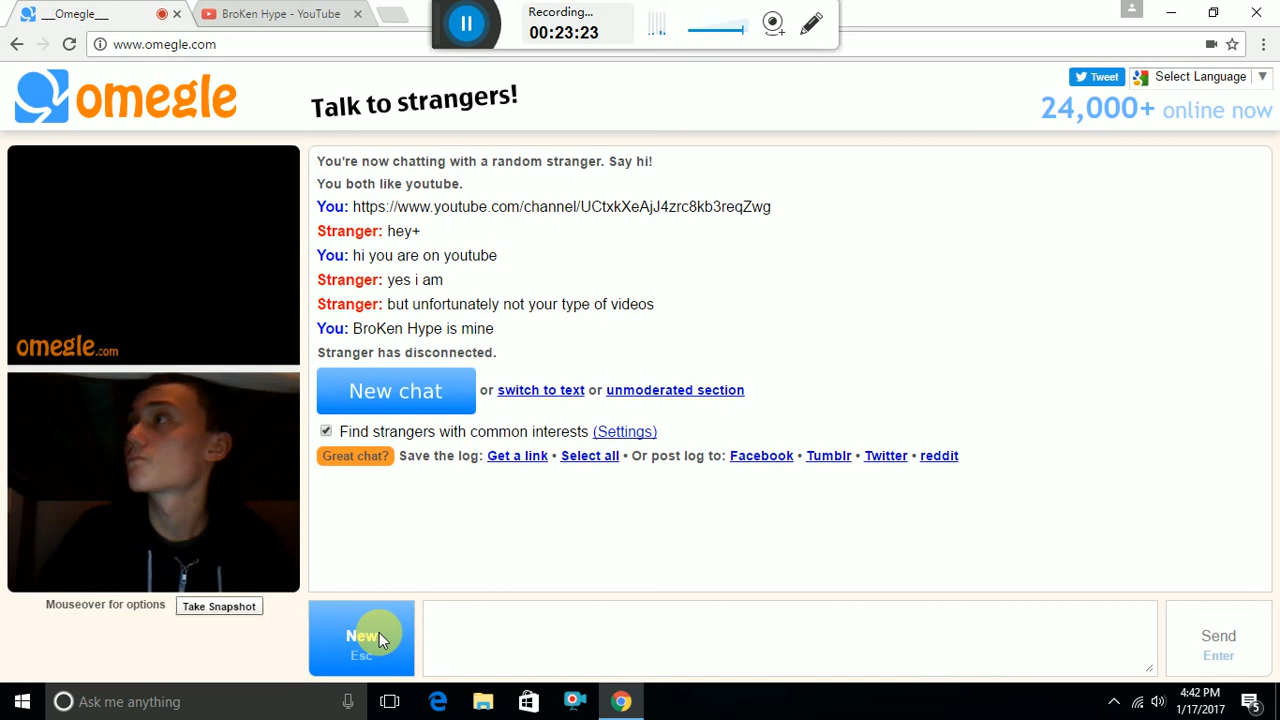 __Omegle__
BroKen Hype - YouTube
Recording...
00:23:23
www.omegle.com
omegle
Talk to strangers!
Tweet
Select Language
24,000+ online now
omegle.com
You're now chatting with a random stranger. Say hi!
You both like youtube.
You: https://www.youtube.com/channel/UCtxkXeAjJ4zrc8kb3reqZwg
Stranger: hey+
You: hi you are on youtube
Stranger: yes i am
Stranger: but unfortunately not your type of videos
You: BroKen Hype is mine
Stranger has disconnected.
New chat or switch to text or unmoderated section
Find strangers with common interests (Settings)
Great chat? Save the log: Get a link • Select all • Or post log to: Facebook • Tumblr • Twitter • reddit
Mouseover for options Take Snapshot
New
Esc
Send
Enter
Ask me anything
4:42 PM
1/17/2017
5